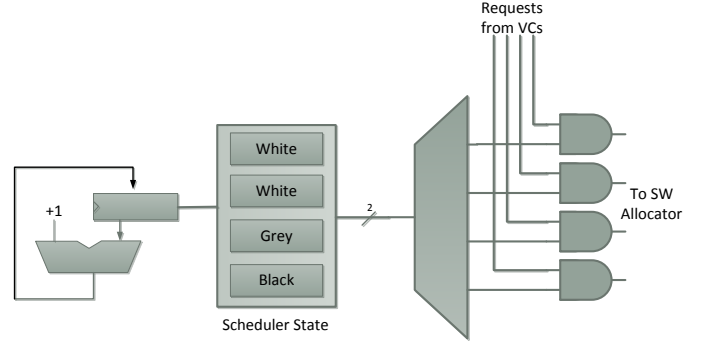 Requests
from VCs
White
White
Grey
Black
+1
2
To SW
Allocator
Scheduler State